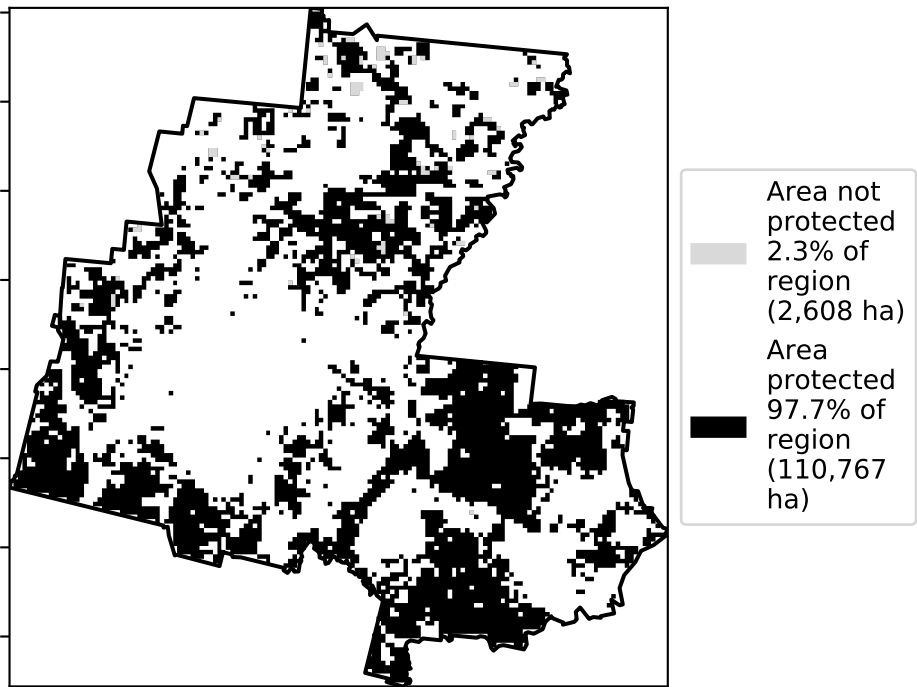 Area not
protected
2.3% of
region
(2,608 ha)
Area
protected
97.7% of
region
(110,767
ha)